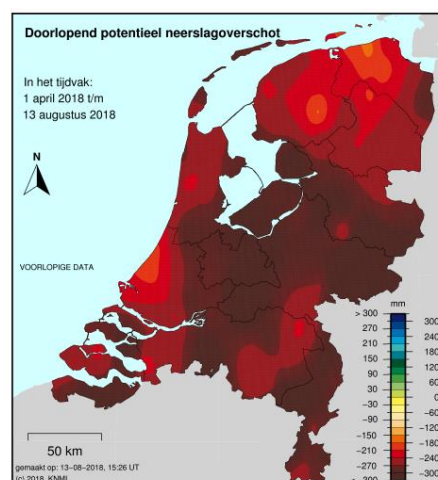 Doorlopend potentieel neerslagoverschot
In het tijdvak:
1 april 2018 t/m
13 augustus 2018
N
VOORLOPIGE DATA
mm
> 300
270
210
150
90
30
−30
−90
−150
−210
−270
< −300
300
240
180
120
60
0
−60
−120
−180
−240
−300
50 km
gemaakt op: 13−08−2018, 15:26 UT
(c) 2018, KNMI